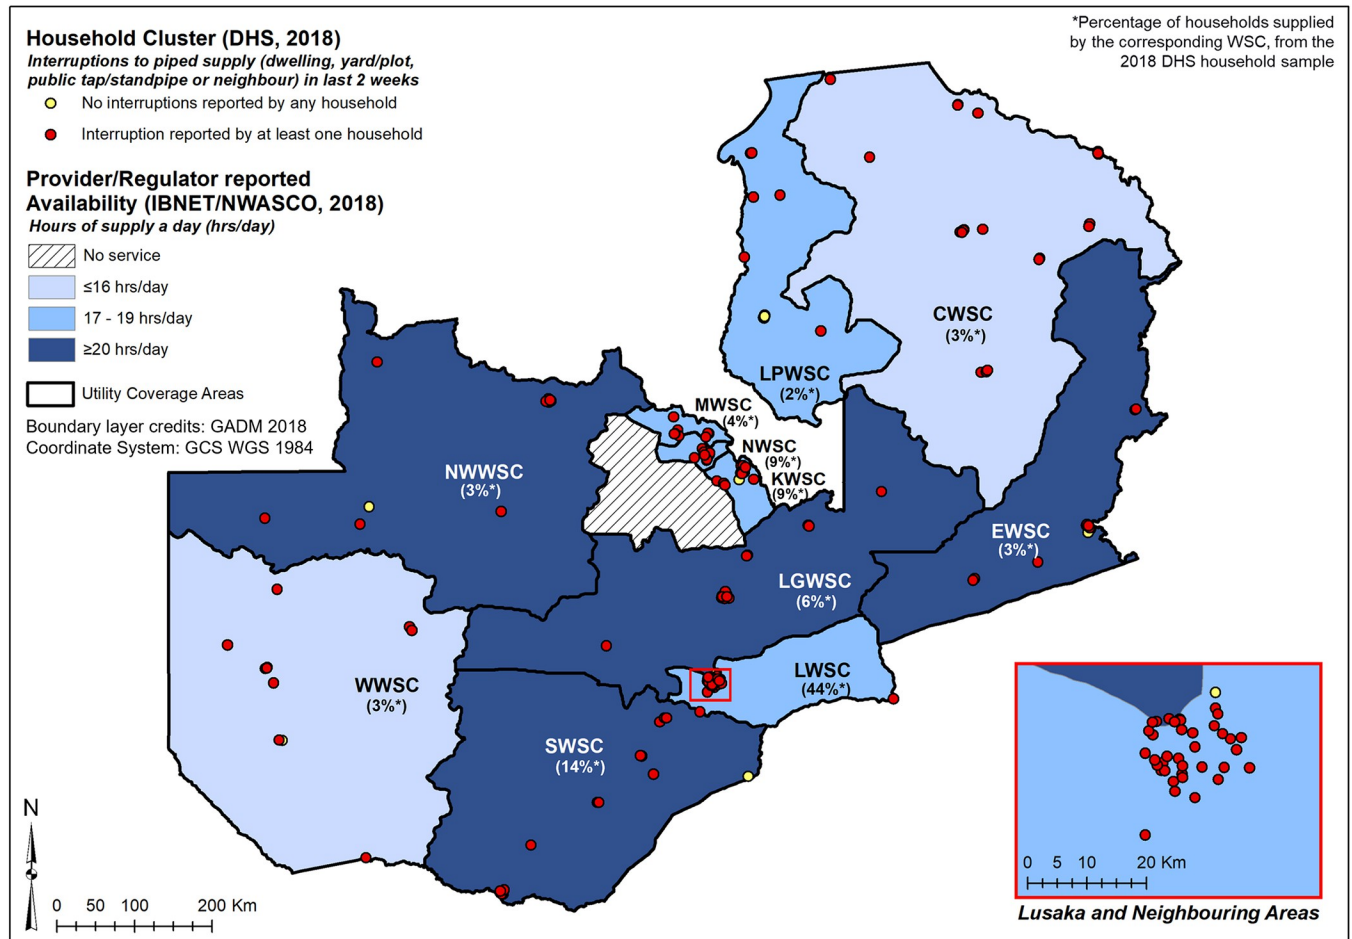 Household Cluster (DHS, 2018)
Interruptions to piped supply (dwelling, yard/plot,
public tap/standpipe or neighbour) in last 2 weeks
No interruptions reported by any household
Interruption reported by at least one household
Provider/Regulator reported
Availability (IBNET/NWASCO, 2018)
Hours of supply a day (hrs/day)
No service
≤16 hrs/day
17 - 19 hrs/day
≥20 hrs/day
Utility Coverage Areas
Boundary layer credits: GADM 2018
Coordinate System: GCS WGS 1984
*Percentage of households supplied
by the corresponding WSC, from the
2018 DHS household sample
CWSC
(3%*)
LPWSC
(2%*)
MWSC
(4%*)
NWSC
(9%*)
KWSC
(9%*)
NWWSC
(3%*)
EWSC
(3%*)
LGWSC
(6%*)
LWSC
(44%*)
WWSC
(3%*)
SWSC
(14%*)
N
0 50 100 200 Km
0 5 10 20 Km
Lusaka and Neighbouring Areas